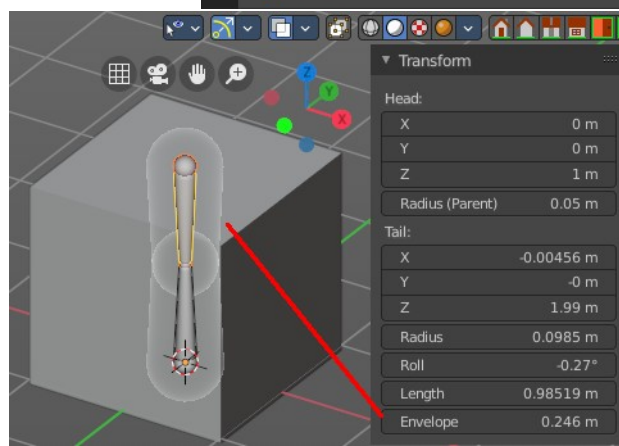 Z
Y
X
Transform
Head:
X 0 m
Y 0 m
Z 1 m
Radius (Parent) 0.05 m
Tail:
X -0.00456 m
Y -0 m
Z 1.99 m
Radius 0.0985 m
Roll -0.27°
Length 0.98519 m
Envelope 0.246 m